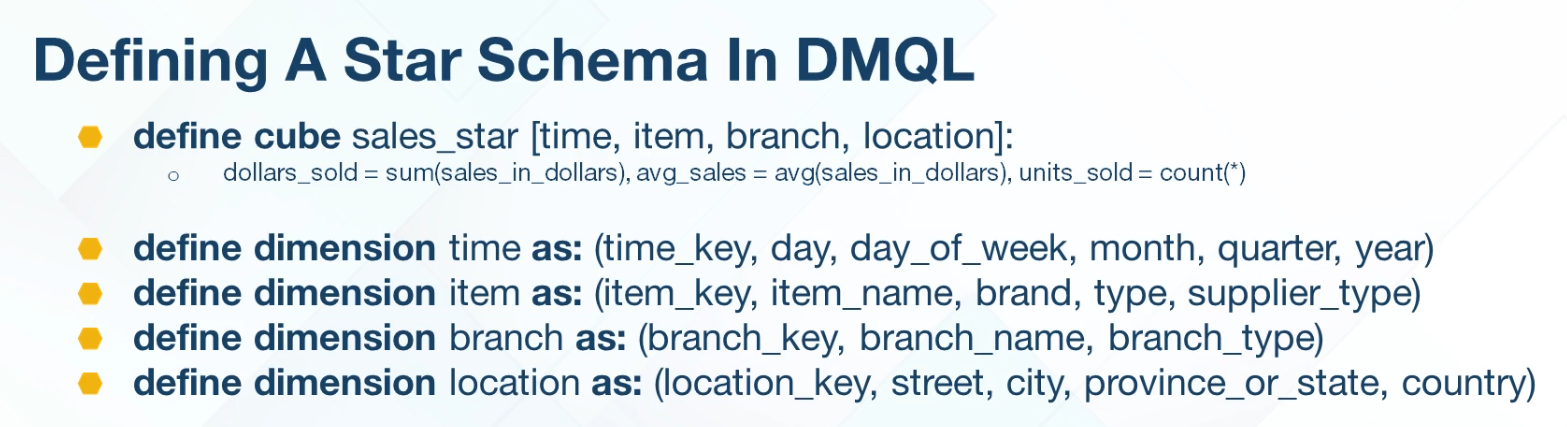 Defining A Star Schema In DMQL
define cube sales_star [time, item, branch, location]:
dollars_sold = sum(sales_in_dollars), avg_sales = avg(sales_in_dollars), units_sold = count(*)
define dimension time as: (time_key, day, day_of_week, month, quarter, year)
define dimension item as: (item_key, item_name, brand, type, supplier_type)
define dimension branch as: (branch_key, branch_name, branch_type)
define dimension location as: (location_key, street, city, province_or_state, country)